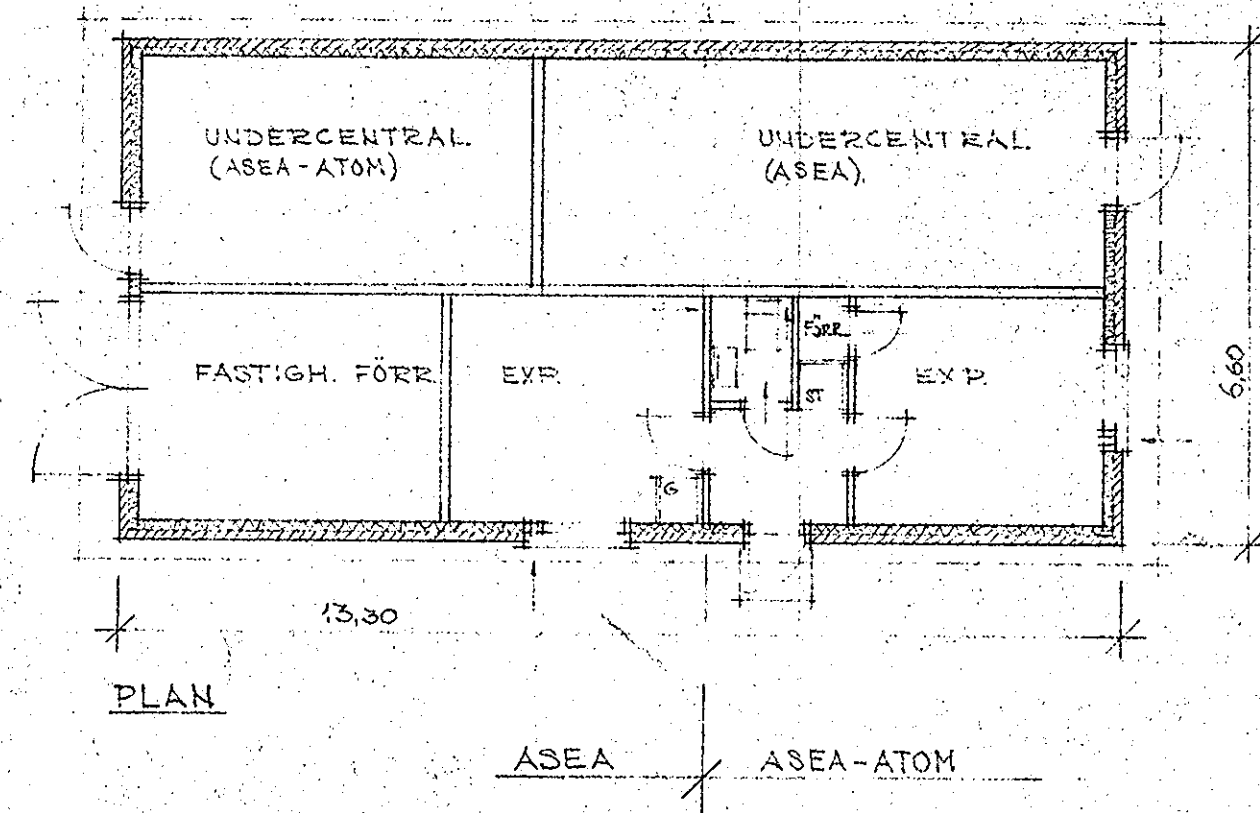 UNDERCENTRAL.
(ASEA-ATOM)
UNDERCENTRAL.
(ASEA).
FÖRR.
FASTIGH. FÖRR.
EXP.
ST
EXP.
6,60
G
13,30
PLAN
ASEA
ASEA-ATOM